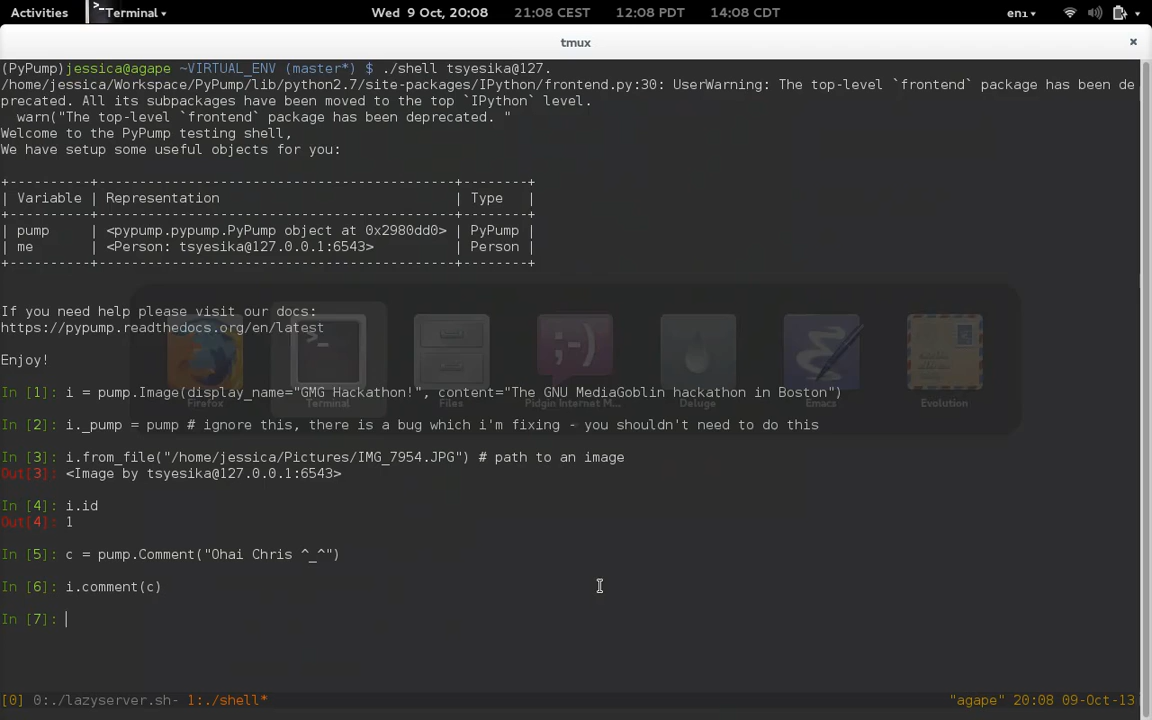 Activities Terminal Wed 9 Oct, 20:08 21:08 CEST 12:08 PDT 14:08 CDT en₁
tmux ×
(PyPump)jessica@agape ~VIRTUAL_ENV (master*) $ ./shell tsyesika@127.
/home/jessica/Workspace/PyPump/lib/python2.7/site-packages/IPython/frontend.py:30: UserWarning: The top-level `frontend` package has been de
precated. All its subpackages have been moved to the top `IPython` level.
  warn("The top-level `frontend` package has been deprecated. "
Welcome to the PyPump testing shell,
We have setup some useful objects for you:
+----------+-------------------------------------------+--------+
| Variable | Representation                            | Type   |
+----------+-------------------------------------------+--------+
| pump     | <pypump.pypump.PyPump object at 0x2980dd0> | PyPump |
| me       | <Person: tsyesika@127.0.0.1:6543>         | Person |
+----------+-------------------------------------------+--------+
If you need help please visit our docs:
https://pypump.readthedocs.org/en/latest
Enjoy!
In [1]: i = pump.Image(display_name="GMG Hackathon!", content="The GNU MediaGoblin hackathon in Boston")
Firefox Terminal Files Pidgin Internet M... Deluge Emacs Evolution
In [2]: i._pump = pump # ignore this, there is a bug which i'm fixing - you shouldn't need to do this
In [3]: i.from_file("/home/jessica/Pictures/IMG_7954.JPG") # path to an image
Out[3]: <Image by tsyesika@127.0.0.1:6543>
In [4]: i.id
Out[4]: 1
In [5]: c = pump.Comment("Ohai Chris ^_^")
In [6]: i.comment(c)
In [7]:
[0] 0:./lazyserver.sh- 1:./shell* "agape" 20:08 09-Oct-13